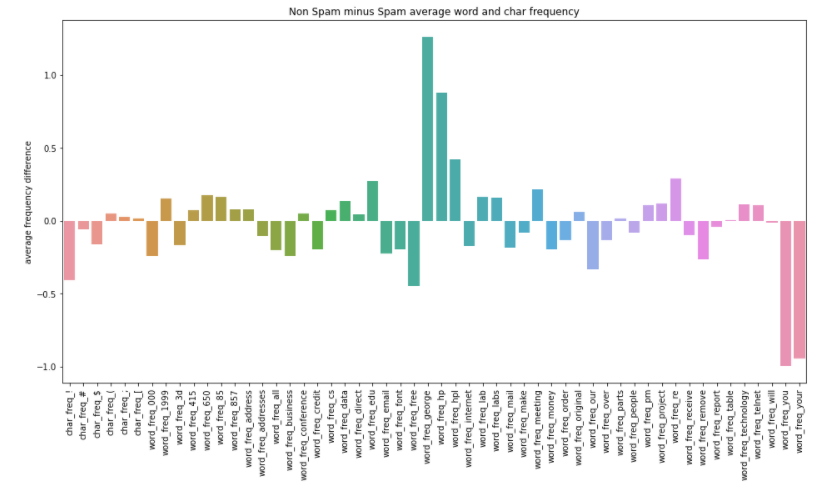 Non Spam minus Spam average word and char frequency
average frequency difference
1.0
0.5
0.0
−0.5
−1.0
char_freq_!
char_freq_#
char_freq_$
char_freq_(
char_freq_;
char_freq_[
word_freq_000
word_freq_1999
word_freq_3d
word_freq_415
word_freq_650
word_freq_85
word_freq_857
word_freq_address
word_freq_addresses
word_freq_all
word_freq_business
word_freq_conference
word_freq_credit
word_freq_cs
word_freq_data
word_freq_direct
word_freq_edu
word_freq_email
word_freq_font
word_freq_free
word_freq_george
word_freq_hp
word_freq_hpl
word_freq_internet
word_freq_lab
word_freq_labs
word_freq_mail
word_freq_make
word_freq_meeting
word_freq_money
word_freq_order
word_freq_original
word_freq_our
word_freq_over
word_freq_parts
word_freq_people
word_freq_pm
word_freq_project
word_freq_re
word_freq_receive
word_freq_remove
word_freq_report
word_freq_table
word_freq_technology
word_freq_telnet
word_freq_will
word_freq_you
word_freq_your